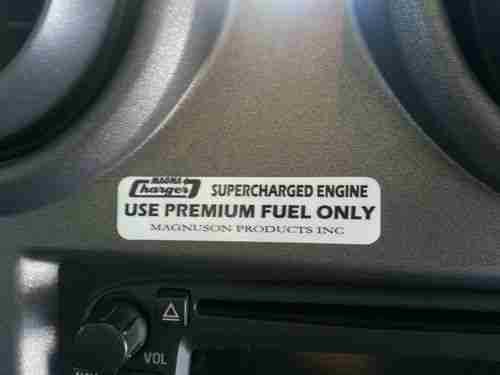 MAGNA
Charger SUPERCHARGED ENGINE
USE PREMIUM FUEL ONLY
MAGNUSON PRODUCTS INC
VOL